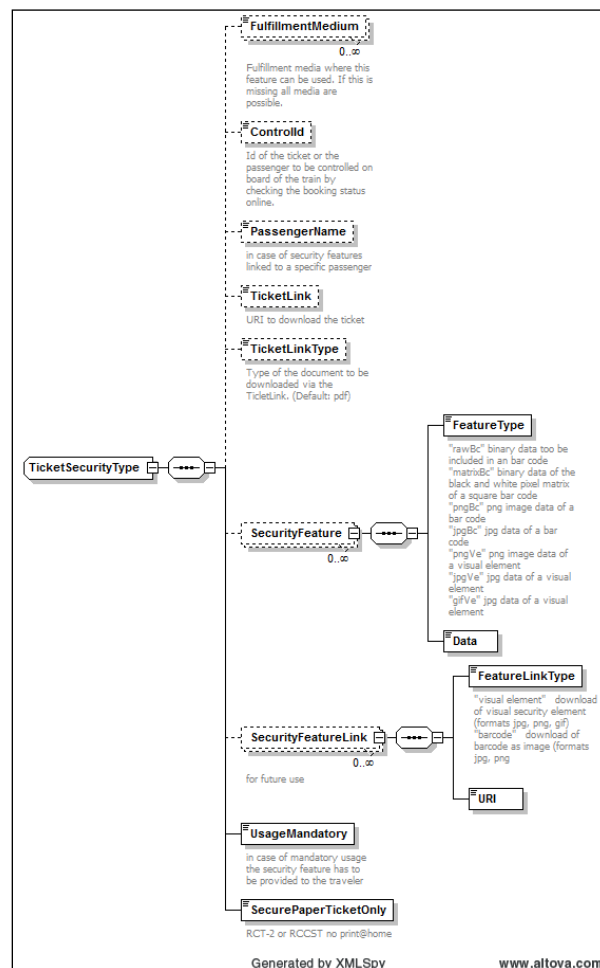 FulfillmentMedium
0..∞
Fulfillment media where this
feature can be used. If this is
missing all media are
possible.
ControlId
Id of the ticket or the
passenger to be controlled on
board of the train by
checking the booking status
online.
PassengerName
in case of security features
linked to a specific passenger
TicketLink
URI to download the ticket
TicketLinkType
Type of the document to be
downloaded via the
TicletLink. (Default: pdf)
TicketSecurityType
SecurityFeature
0..∞
FeatureType
"rawBc" binary data too be
included in an bar code
"matrixBc" binary data of the
black and white pixel matrix
of a square bar code
"pngBc" png image data of a
bar code
"jpgBc" jpg data of a bar
code
"pngVe" png image data of
a visual element
"jpgVe" jpg data of a visual
element
"gifVe" jpg data of a visual
element
Data
SecurityFeatureLink
0..∞
for future use
FeatureLinkType
"visual element" download
of visual security element
(formats jpg, png, gif)
"barcode" download of
barcode as image (formats
jpg, png
URI
UsageMandatory
in case of mandatory usage
the security feature has to
be provided to the traveler
SecurePaperTicketOnly
RCT-2 or RCCST no print@home
Generated by XMLSpy www.altova.com